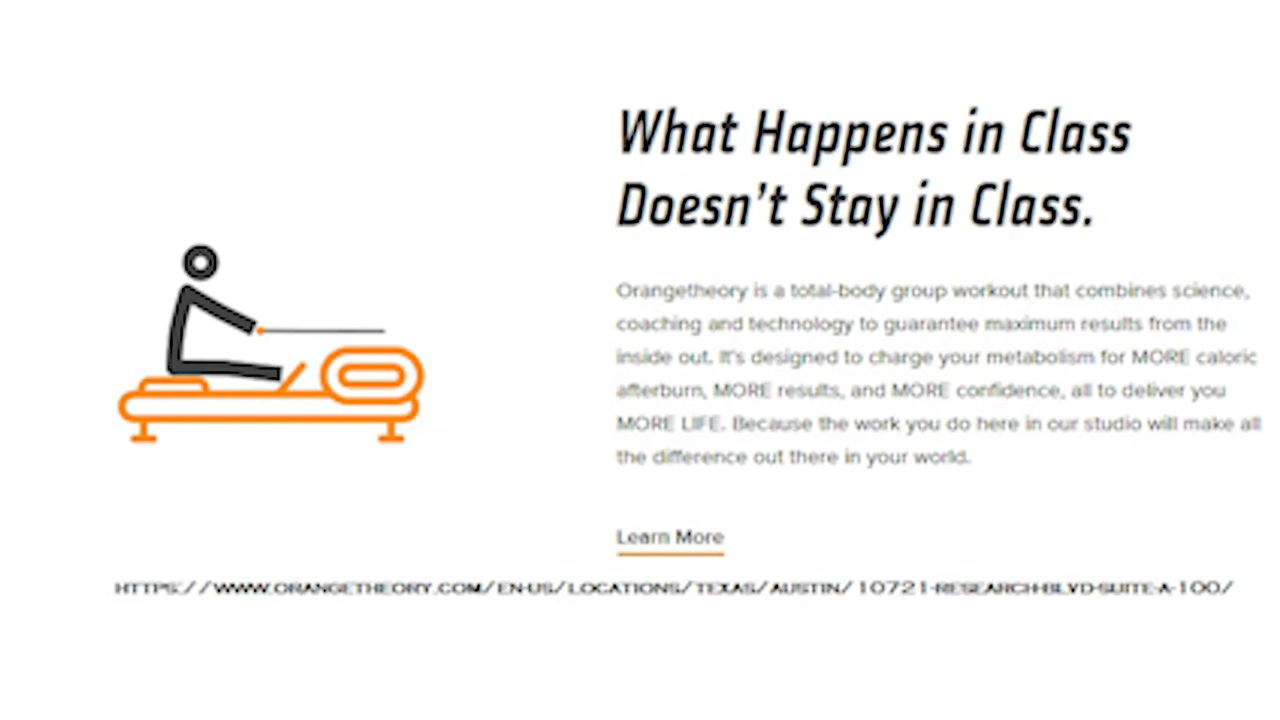 What Happens in Class
Doesn't Stay in Class.
Orangetheory is a total-body group workout that combines science,
coaching and technology to guarantee maximum results from the
inside out. It's designed to charge your metabolism for MORE caloric
afterburn, MORE results, and MORE confidence, all to deliver you
MORE LIFE. Because the work you do here in our studio will make all
the difference out there in your world.
Learn More
HTTPS://WWW.ORANGETHEORY.COM/EN-US/LOCATIONS/TEXAS/AUSTIN/10721-RESEARCH-BLVD-SUITE-A-100/